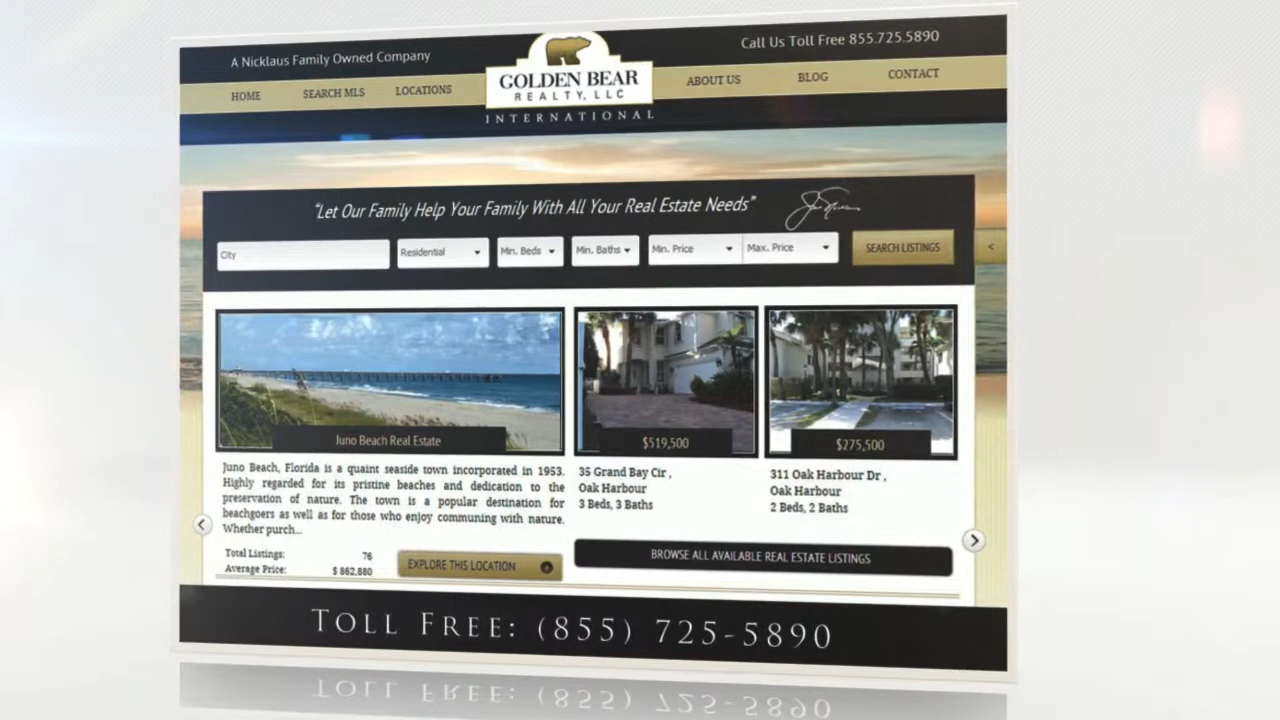 A Nicklaus Family Owned Company
Call Us Toll Free 855.725.5890
HOME
SEARCH MLS
LOCATIONS
GOLDEN BEAR
REALTY, LLC
INTERNATIONAL
ABOUT US
BLOG
CONTACT
"Let Our Family Help Your Family With All Your Real Estate Needs"
City
Residential
Min. Beds
Min. Baths
Min. Price
Max. Price
SEARCH LISTINGS
<
Juno Beach Real Estate
Juno Beach, Florida is a quaint seaside town incorporated in 1953.
Highly regarded for its pristine beaches and dedication to the
preservation of nature. The town is a popular destination for
beachgoers as well as for those who enjoy communing with nature.
Whether purch...
Total Listings: 76
Average Price: $ 862,880
EXPLORE THIS LOCATION
$519,500
35 Grand Bay Cir ,
Oak Harbour
3 Beds, 3 Baths
$275,500
311 Oak Harbour Dr ,
Oak Harbour
2 Beds, 2 Baths
BROWSE ALL AVAILABLE REAL ESTATE LISTINGS
TOLL FREE: (855) 725-5890